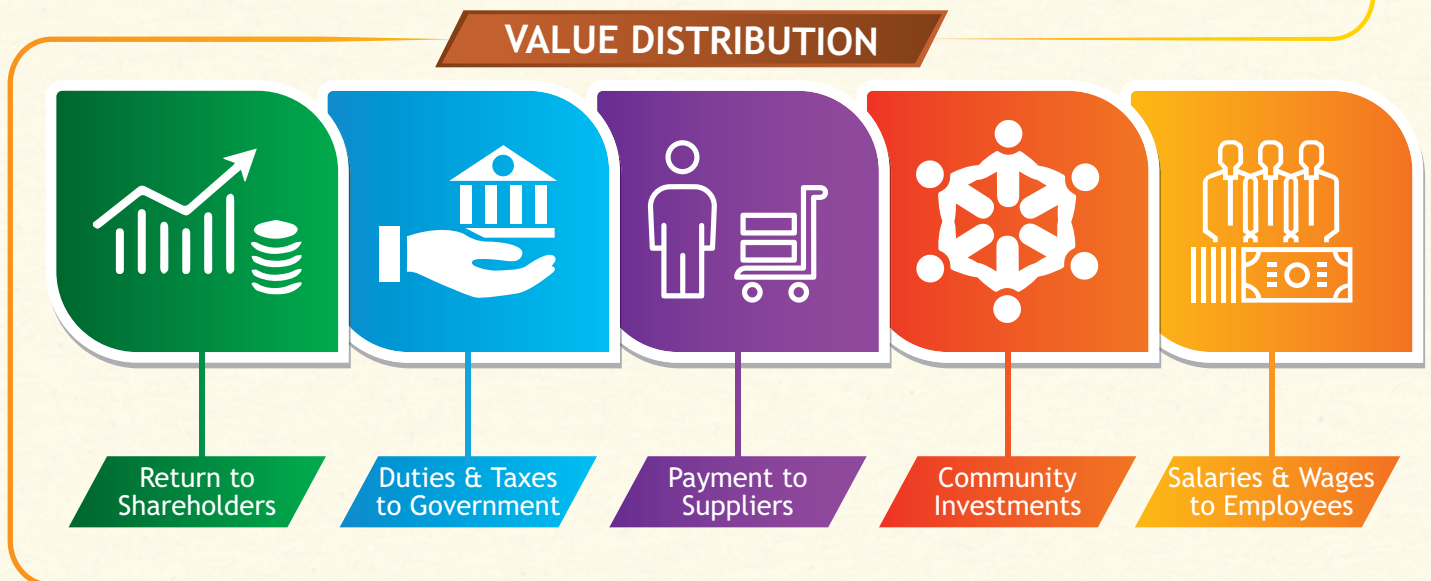 VALUE DISTRIBUTION
Return to
Shareholders
Duties & Taxes
to Government
Payment to
Suppliers
Community
Investments
Salaries & Wages
to Employees